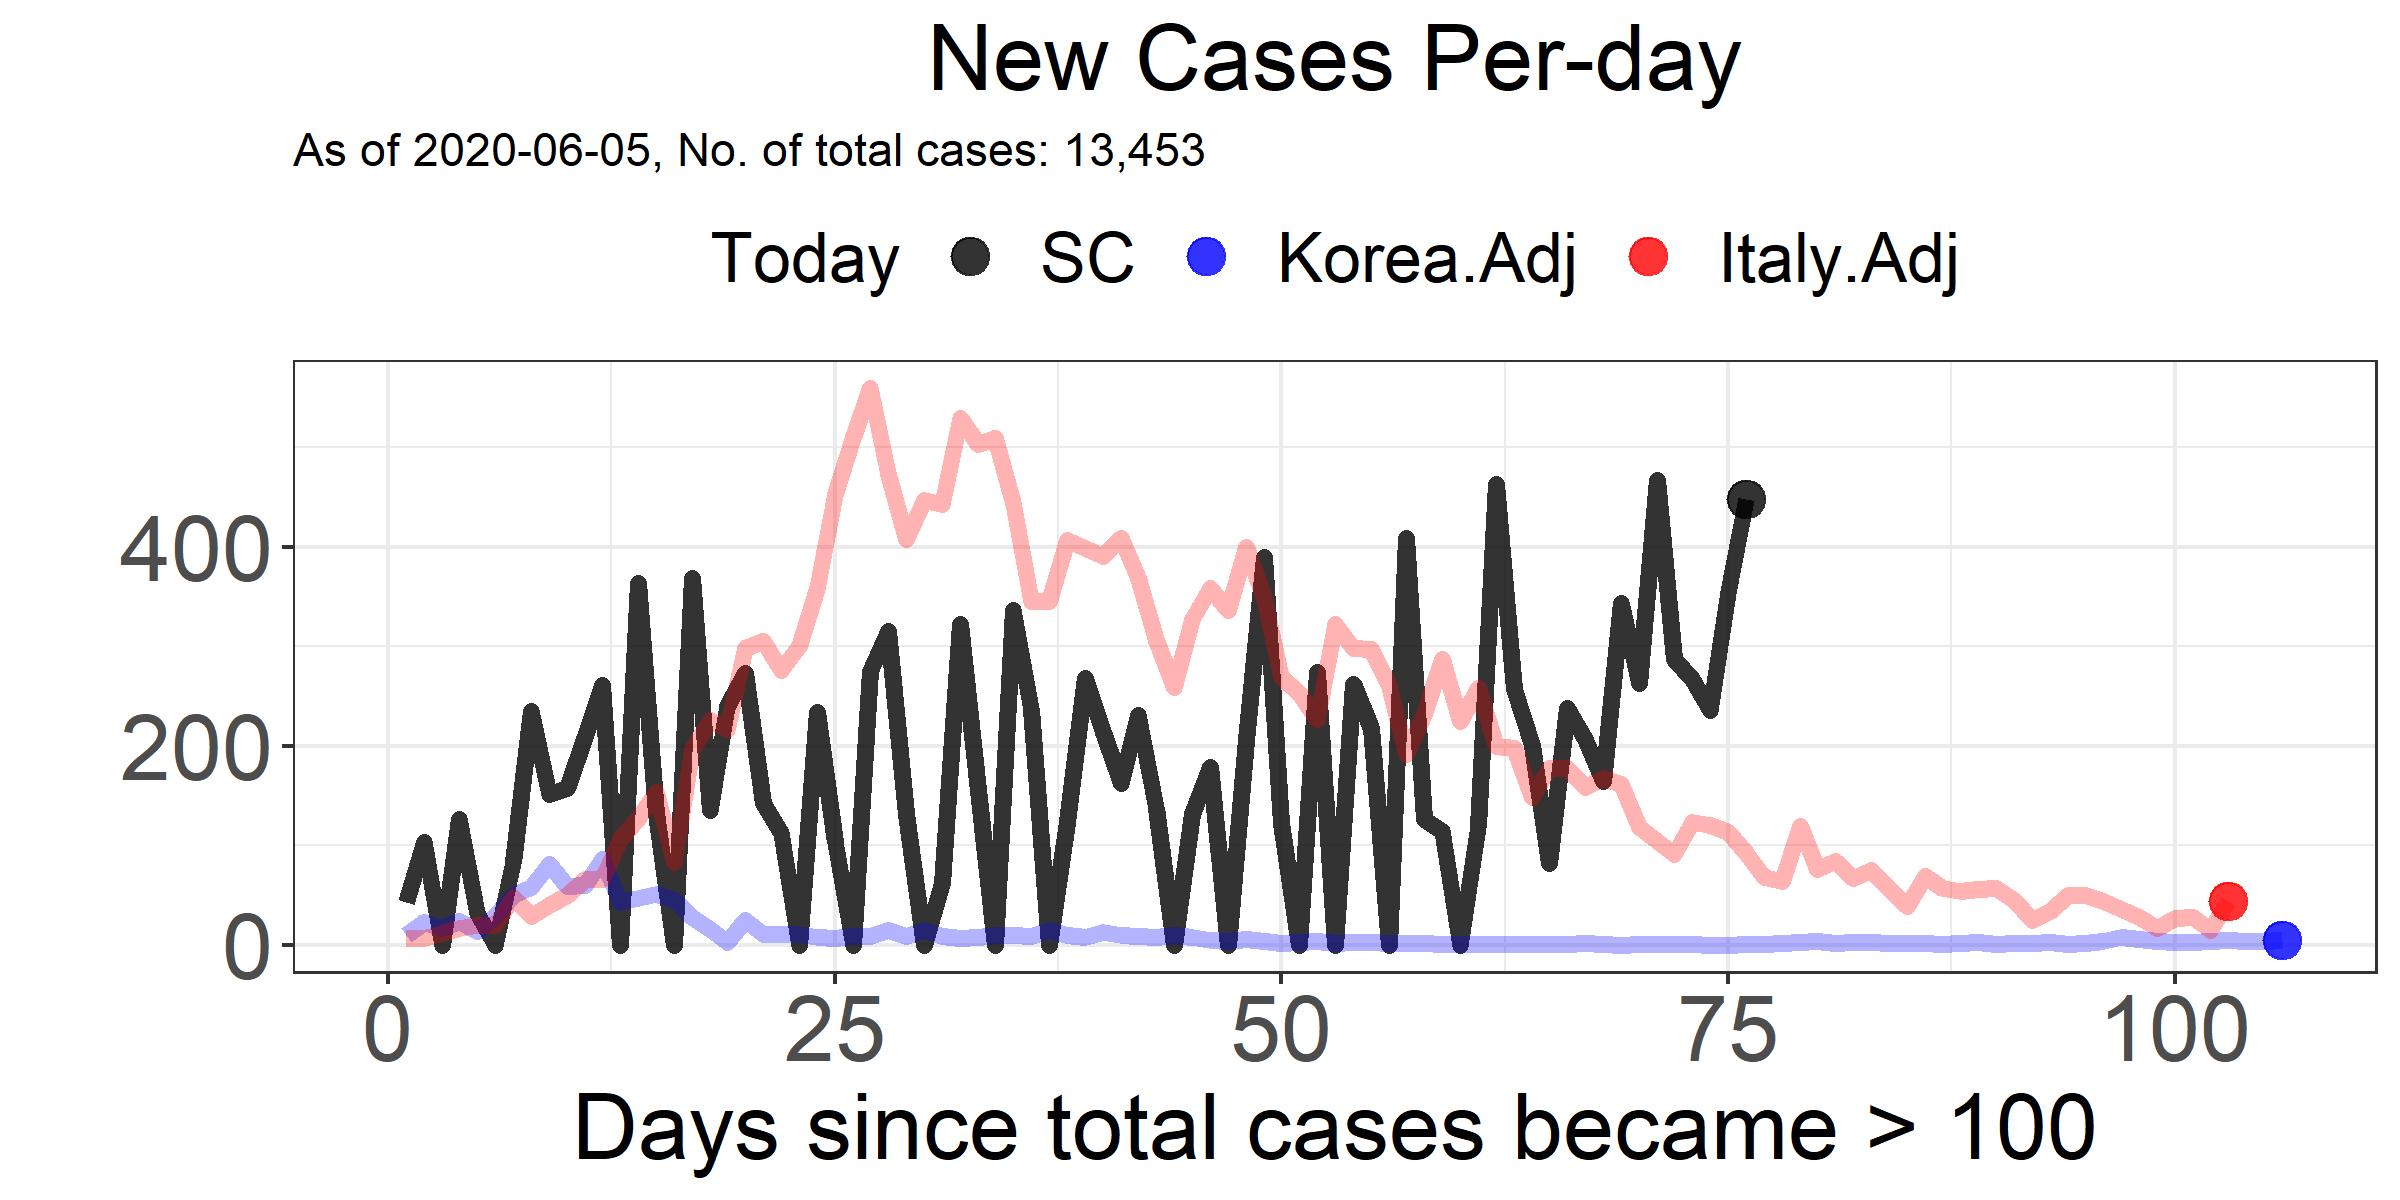 New Cases Per-day
As of 2020-06-05, No. of total cases: 13,453
Today SC Korea.Adj Italy.Adj
400
200
0
0 25 50 75 100
Days since total cases became > 100